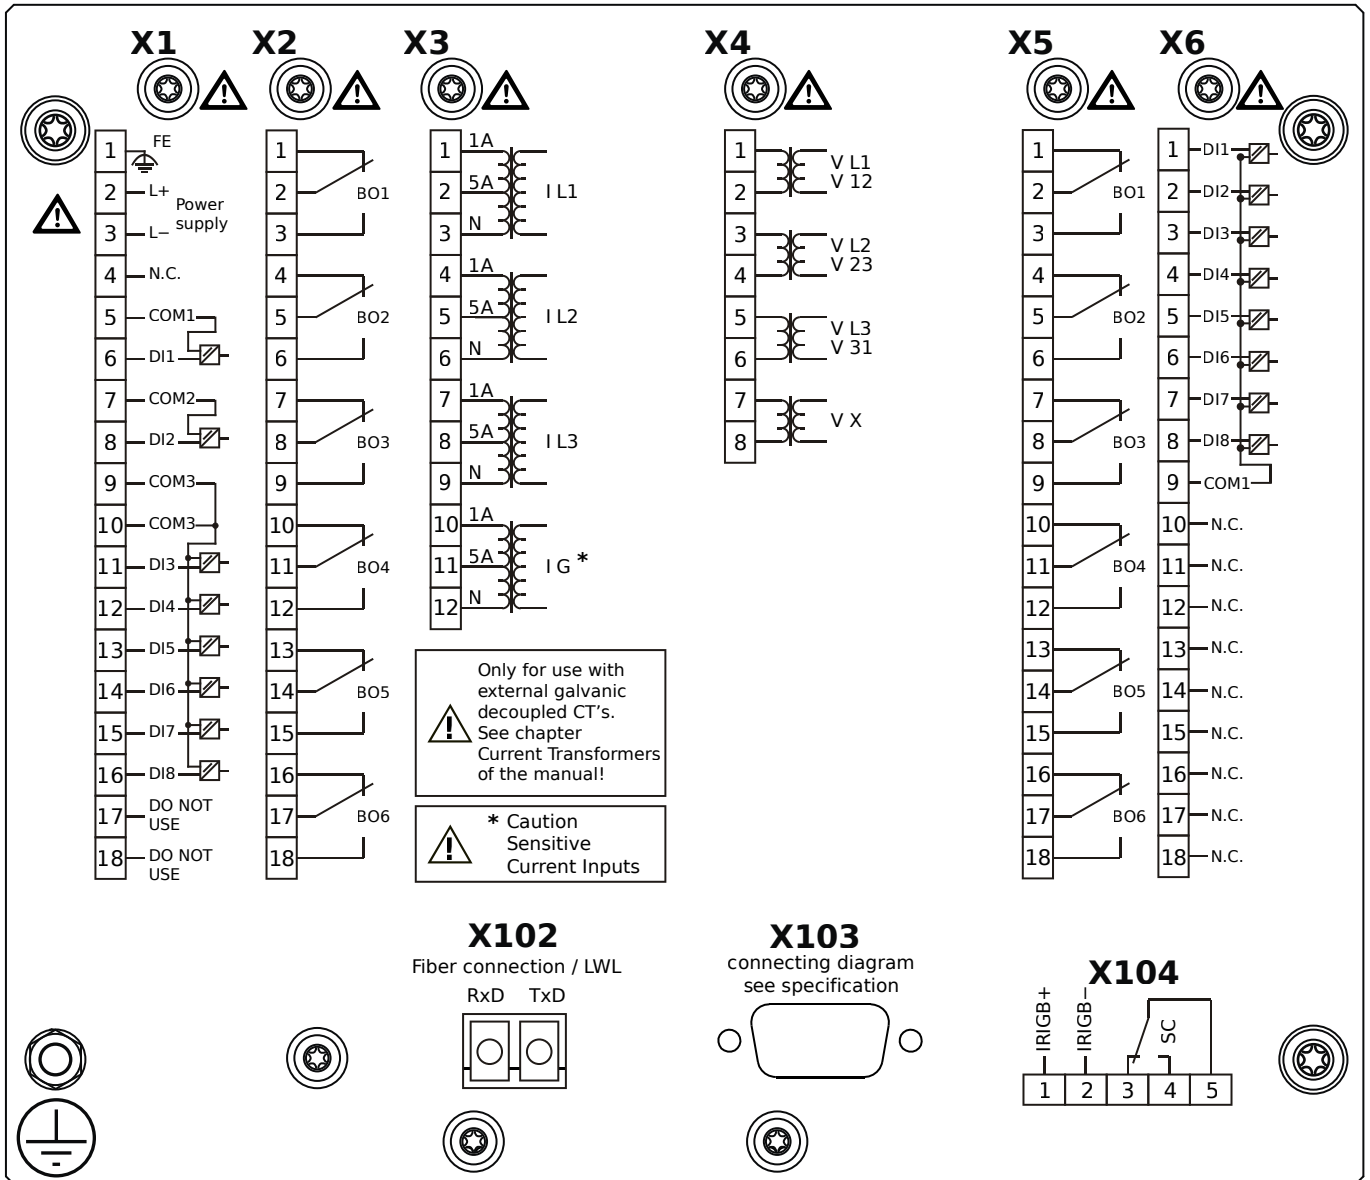 X1
X2
X3
X4
X5
X6
1 FE
2 L+
Power
supply
3 L−
4 N.C.
5 COM1
6 DI1
7 COM2
8 DI2
9 COM3
10 COM3
11 DI3
12 DI4
13 DI5
14 DI6
15 DI7
16 DI8
17 DO NOT
USE
18 DO NOT
USE
1
2 BO1
3
4
5 BO2
6
7
8 BO3
9
10
11 BO4
12
13
14 BO5
15
16
17 BO6
18
1 1A
2 5A I L1
3 N
4 1A
5 5A I L2
6 N
7 1A
8 5A I L3
9 N
10 1A
11 5A I G *
12 N
Only for use with
external galvanic
decoupled CT's.
See chapter
Current Transformers
of the manual!
* Caution
Sensitive
Current Inputs
1 V L1
2 V 12
3 V L2
4 V 23
5 V L3
6 V 31
7 V X
8
1
2 BO1
3
4
5 BO2
6
7
8 BO3
9
10
11 BO4
12
13
14 BO5
15
16
17 BO6
18
1 DI1
2 DI2
3 DI3
4 DI4
5 DI5
6 DI6
7 DI7
8 DI8
9 COM1
10 N.C.
11 N.C.
12 N.C.
13 N.C.
14 N.C.
15 N.C.
16 N.C.
17 N.C.
18 N.C.
X102
Fiber connection / LWL
RxD TxD
X103
connecting diagram
see specification
X104
IRIGB+
IRIGB−
SC
1 2 3 4 5